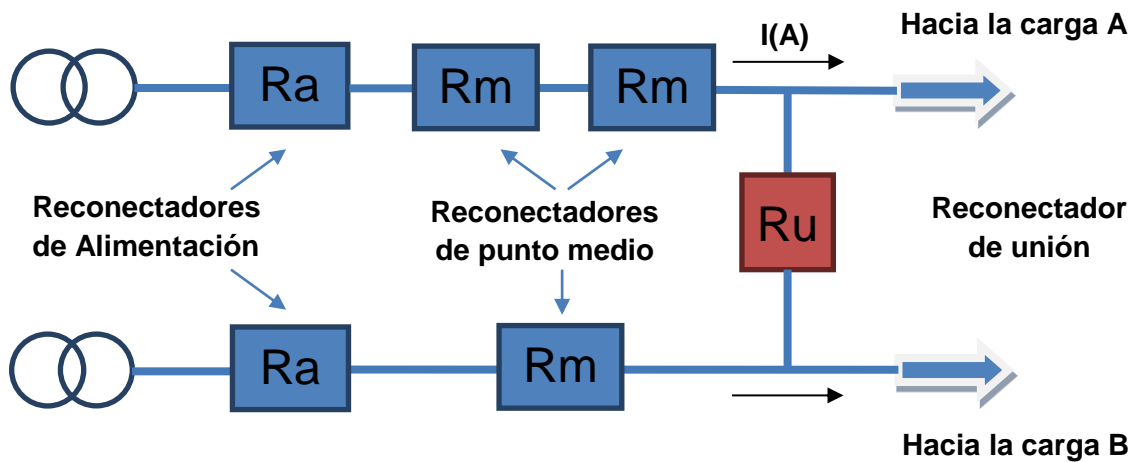 I(A)
Hacia la carga A
Ra
Rm
Rm
Reconectadores
de Alimentación
Reconectadores
de punto medio
Ru
Reconectador
de unión
Ra
Rm
Hacia la carga B